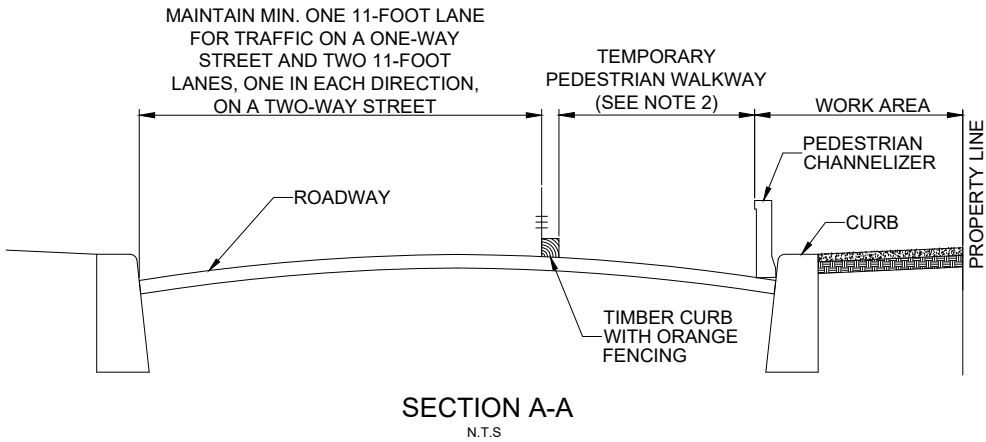 MAINTAIN MIN. ONE 11-FOOT LANE
FOR TRAFFIC ON A ONE-WAY
STREET AND TWO 11-FOOT
LANES, ONE IN EACH DIRECTION,
ON A TWO-WAY STREET
TEMPORARY
PEDESTRIAN WALKWAY
(SEE NOTE 2)
WORK AREA
PROPERTY LINE
PEDESTRIAN
CHANNELIZER
ROADWAY
CURB
TIMBER CURB
WITH ORANGE
FENCING
SECTION A-A
N.T.S